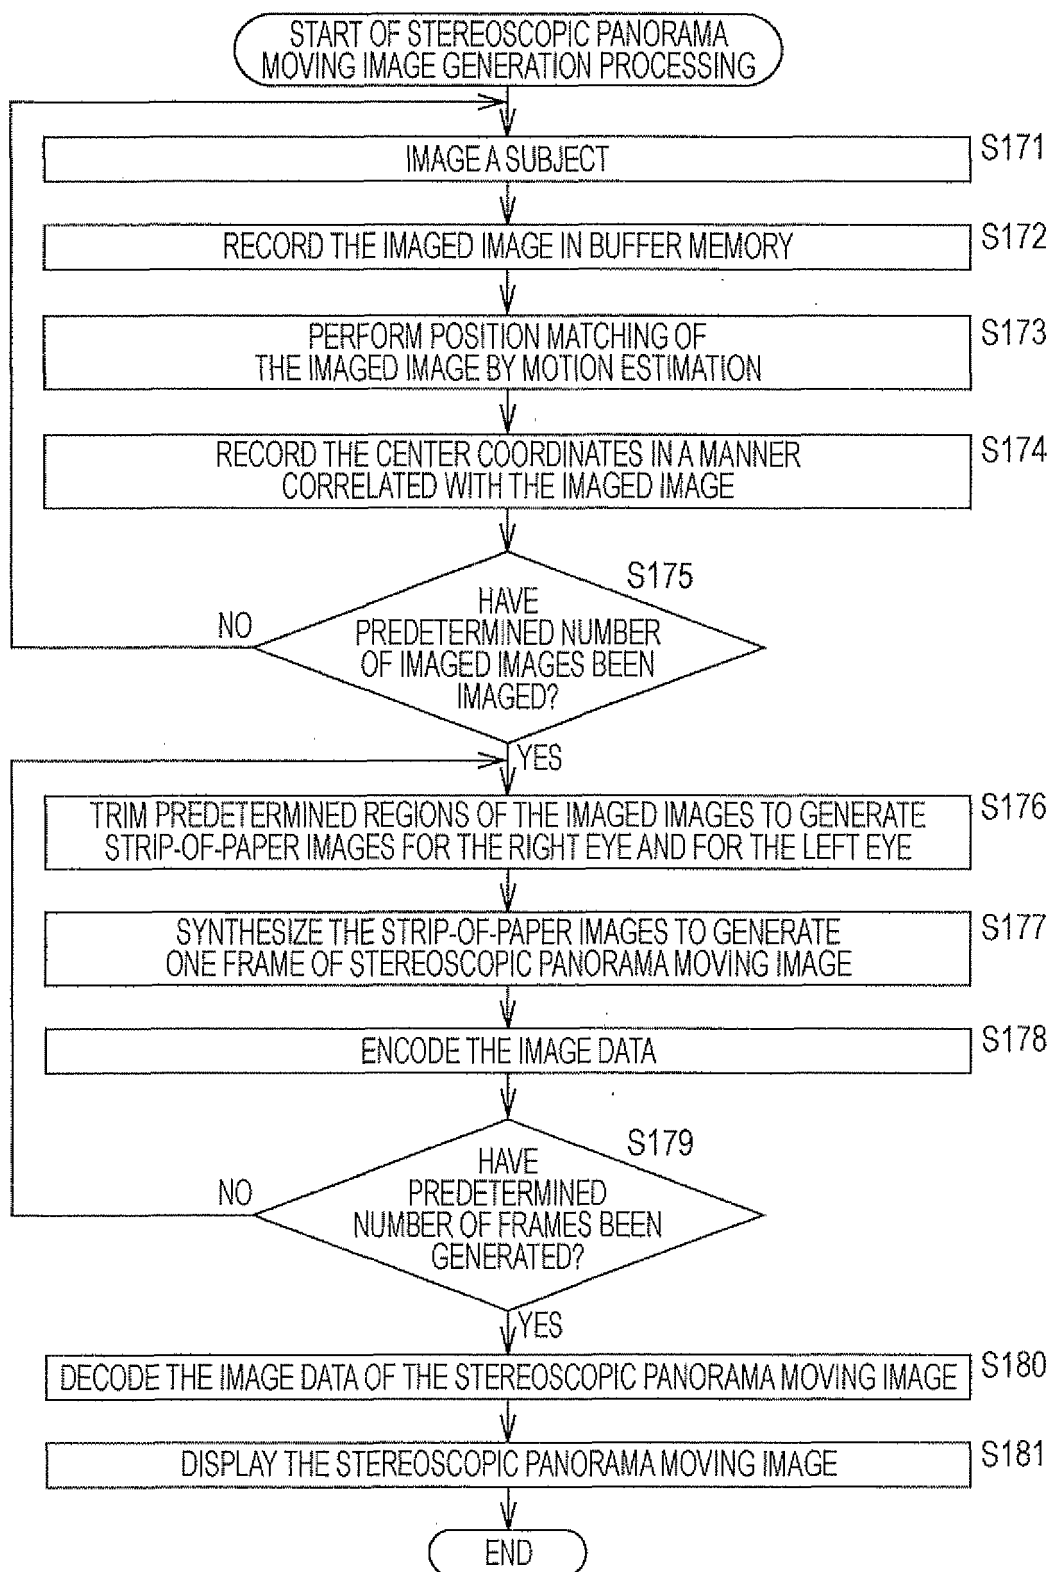 START OF STEREOSCOPIC PANORAMA
MOVING IMAGE GENERATION PROCESSING
IMAGE A SUBJECT
S171
RECORD THE IMAGED IMAGE IN BUFFER MEMORY
S172
PERFORM POSITION MATCHING OF
THE IMAGED IMAGE BY MOTION ESTIMATION
S173
RECORD THE CENTER COORDINATES IN A MANNER
CORRELATED WITH THE IMAGED IMAGE
S174
S175
HAVE
PREDETERMINED NUMBER
OF IMAGED IMAGES BEEN
IMAGED?
NO
YES
TRIM PREDETERMINED REGIONS OF THE IMAGED IMAGES TO GENERATE
STRIP-OF-PAPER IMAGES FOR THE RIGHT EYE AND FOR THE LEFT EYE
S176
SYNTHESIZE THE STRIP-OF-PAPER IMAGES TO GENERATE
ONE FRAME OF STEREOSCOPIC PANORAMA MOVING IMAGE
S177
ENCODE THE IMAGE DATA
S178
S179
HAVE
PREDETERMINED
NUMBER OF FRAMES BEEN
GENERATED?
NO
YES
DECODE THE IMAGE DATA OF THE STEREOSCOPIC PANORAMA MOVING IMAGE
S180
DISPLAY THE STEREOSCOPIC PANORAMA MOVING IMAGE
S181
END